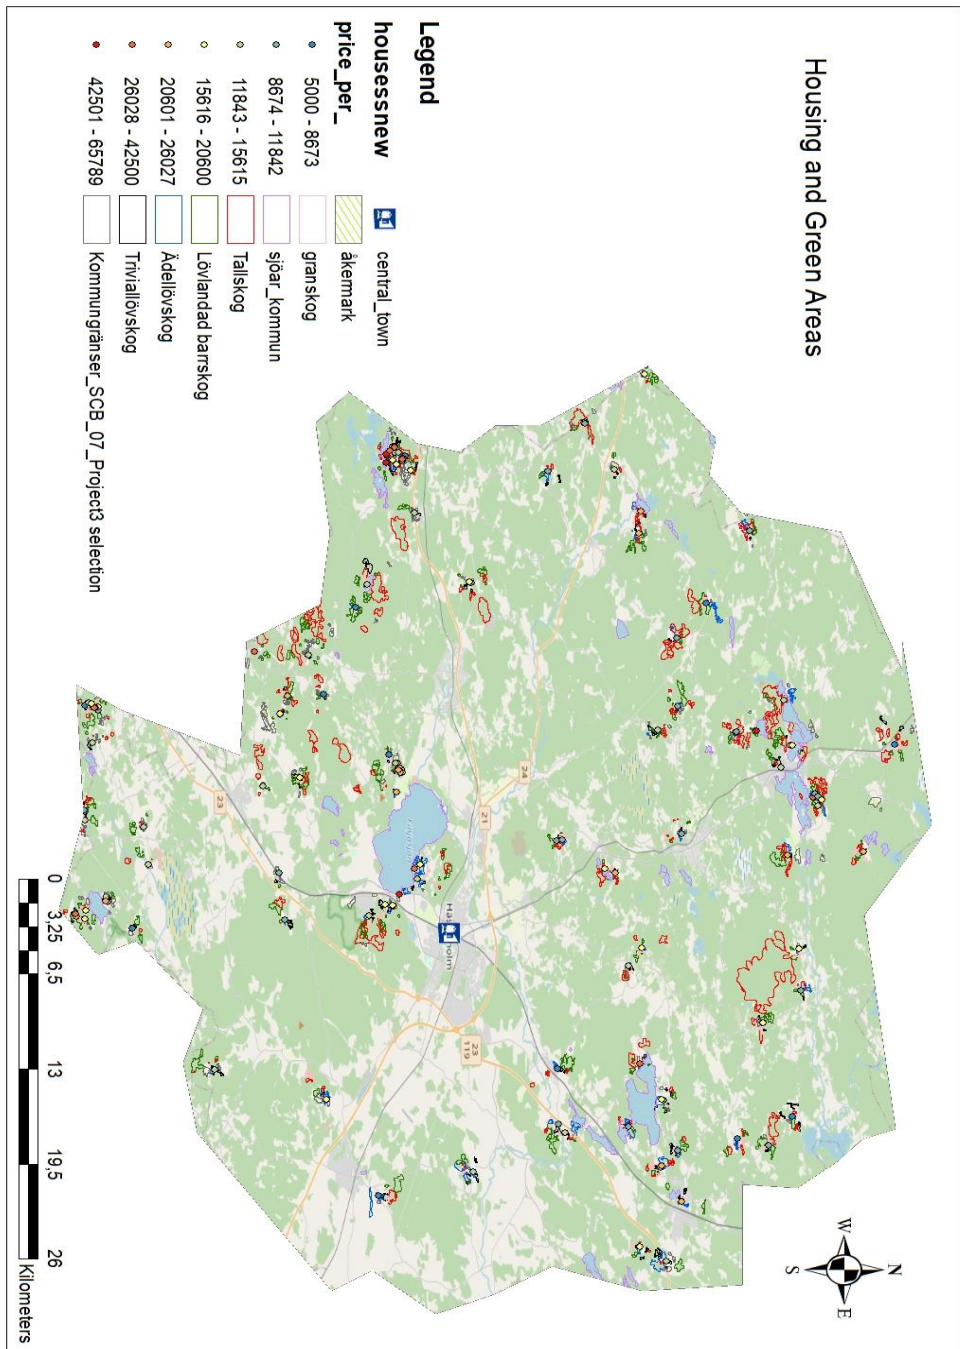 Housing and Green Areas
N
W
E
S
Legend
housessnew
price_per_
5000 - 8673
8674 - 11842
11843 - 15615
15616 - 20600
20601 - 26027
26028 - 42500
42501 - 65789
central_town
åkermark
granskog
sjöar_kommun
Tallskog
Lövlandad barrskog
Ädellövskog
Triviallövskog
Kommungränser_SCB_07_Project3 selection
24
21
23
23
119
0 3,25 6,5 13 19,5 26
Kilometers